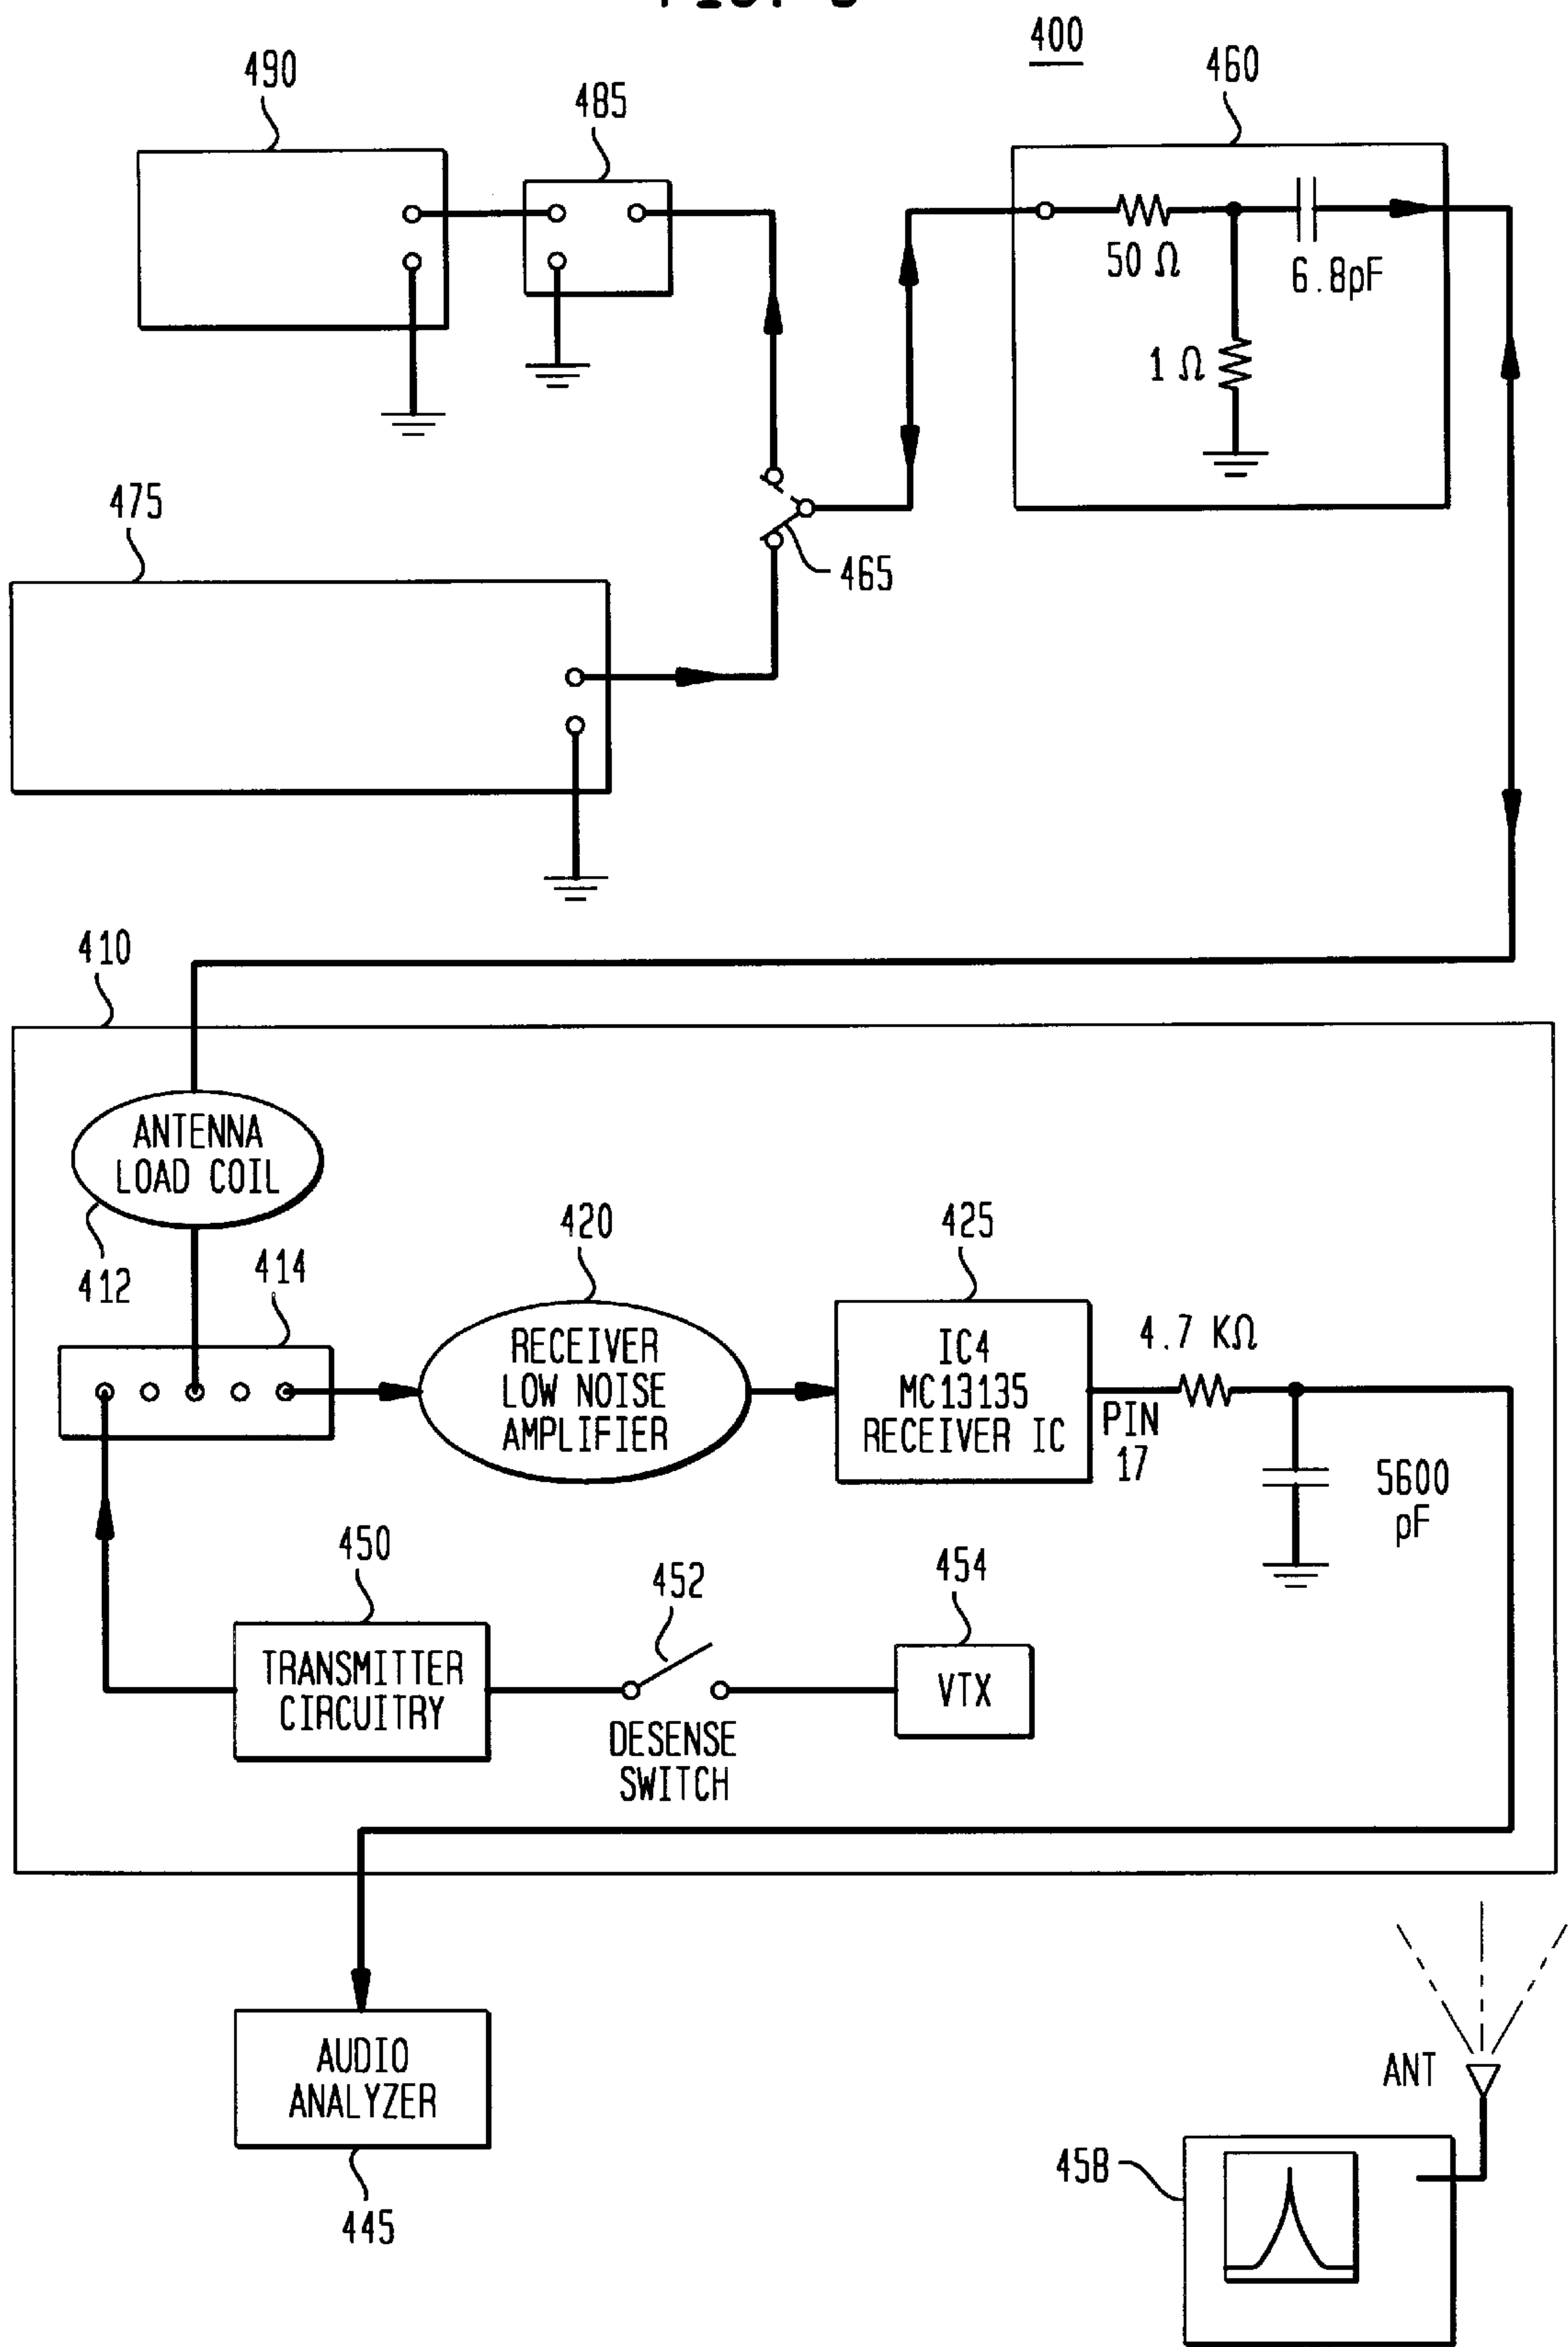 400
490
485
460
50 Ω
6.8pF
1 Ω
475
465
410
ANTENNA
LOAD COIL
412
414
420
RECEIVER
LOW NOISE
AMPLIFIER
425
IC4
MC13135
RECEIVER IC
4.7 KΩ
PIN
17
5600
pF
450
TRANSMITTER
CIRCUITRY
452
DESENSE
SWITCH
454
VTX
AUDIO
ANALYZER
445
ANT
458